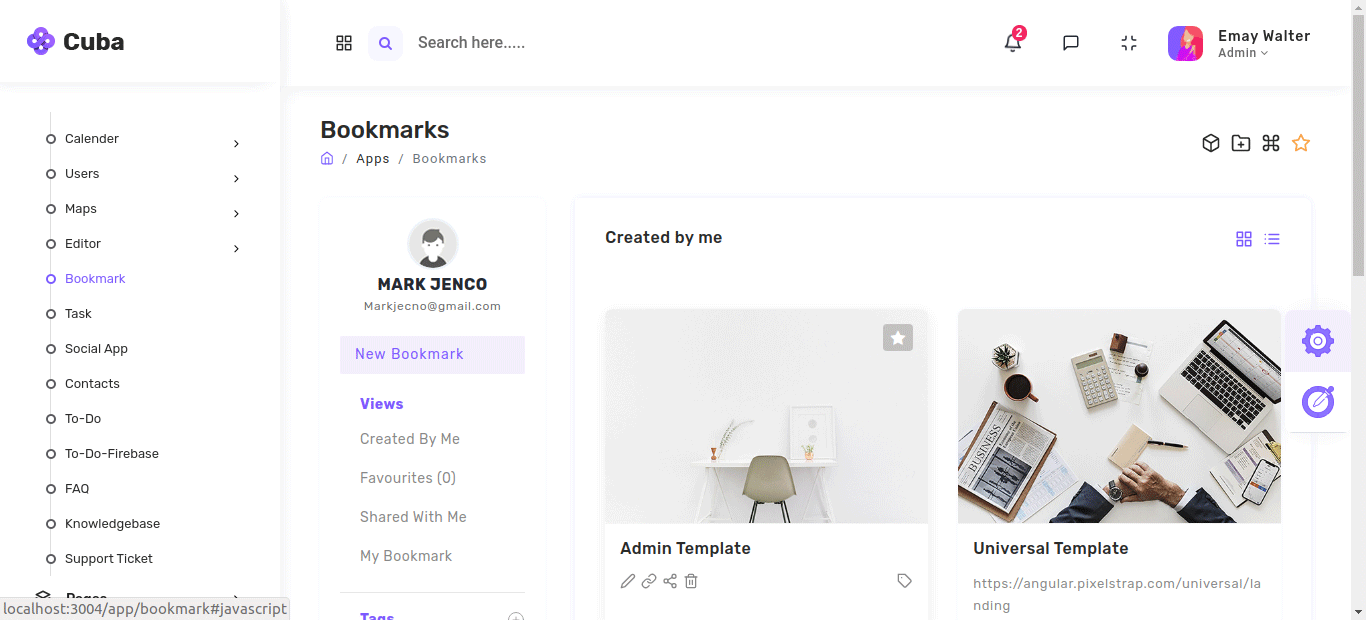 Cuba
Search here.....
2
Emay Walter
Admin
Calender
Users
Maps
Editor
Bookmark
Task
Social App
Contacts
To-Do
To-Do-Firebase
FAQ
Knowledgebase
Support Ticket
Pages
localhost:3004/app/bookmark#javascript
Bookmarks
/ Apps / Bookmarks
MARK JENCO
Markjecno@gmail.com
New Bookmark
Views
Created By Me
Favourites (0)
Shared With Me
My Bookmark
Tags
Created by me
Admin Template
BUSINESS
Universal Template
https://angular.pixelstrap.com/universal/la
nding